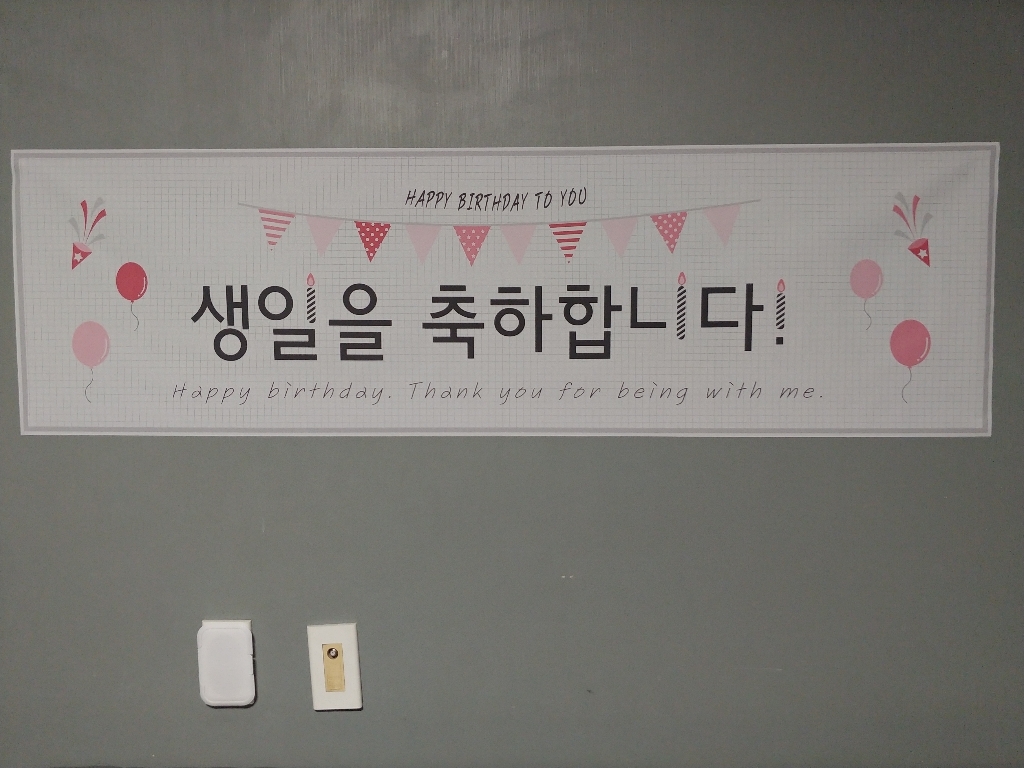 HAPPY BIRTHDAY TO YOU
생일을 축하합니다!
Happy birthday. Thank you for being with me.